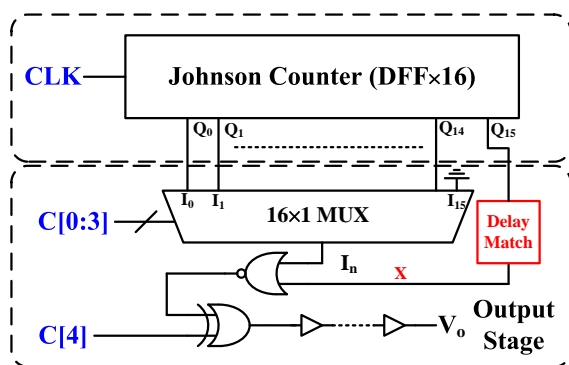 CLK
Johnson Counter (DFF×16)
Q0 Q1 Q14 Q15
I0 I1 I15
C[0:3]
16×1 MUX
Delay
Match
In
X
C[4]
Vo
Output
Stage